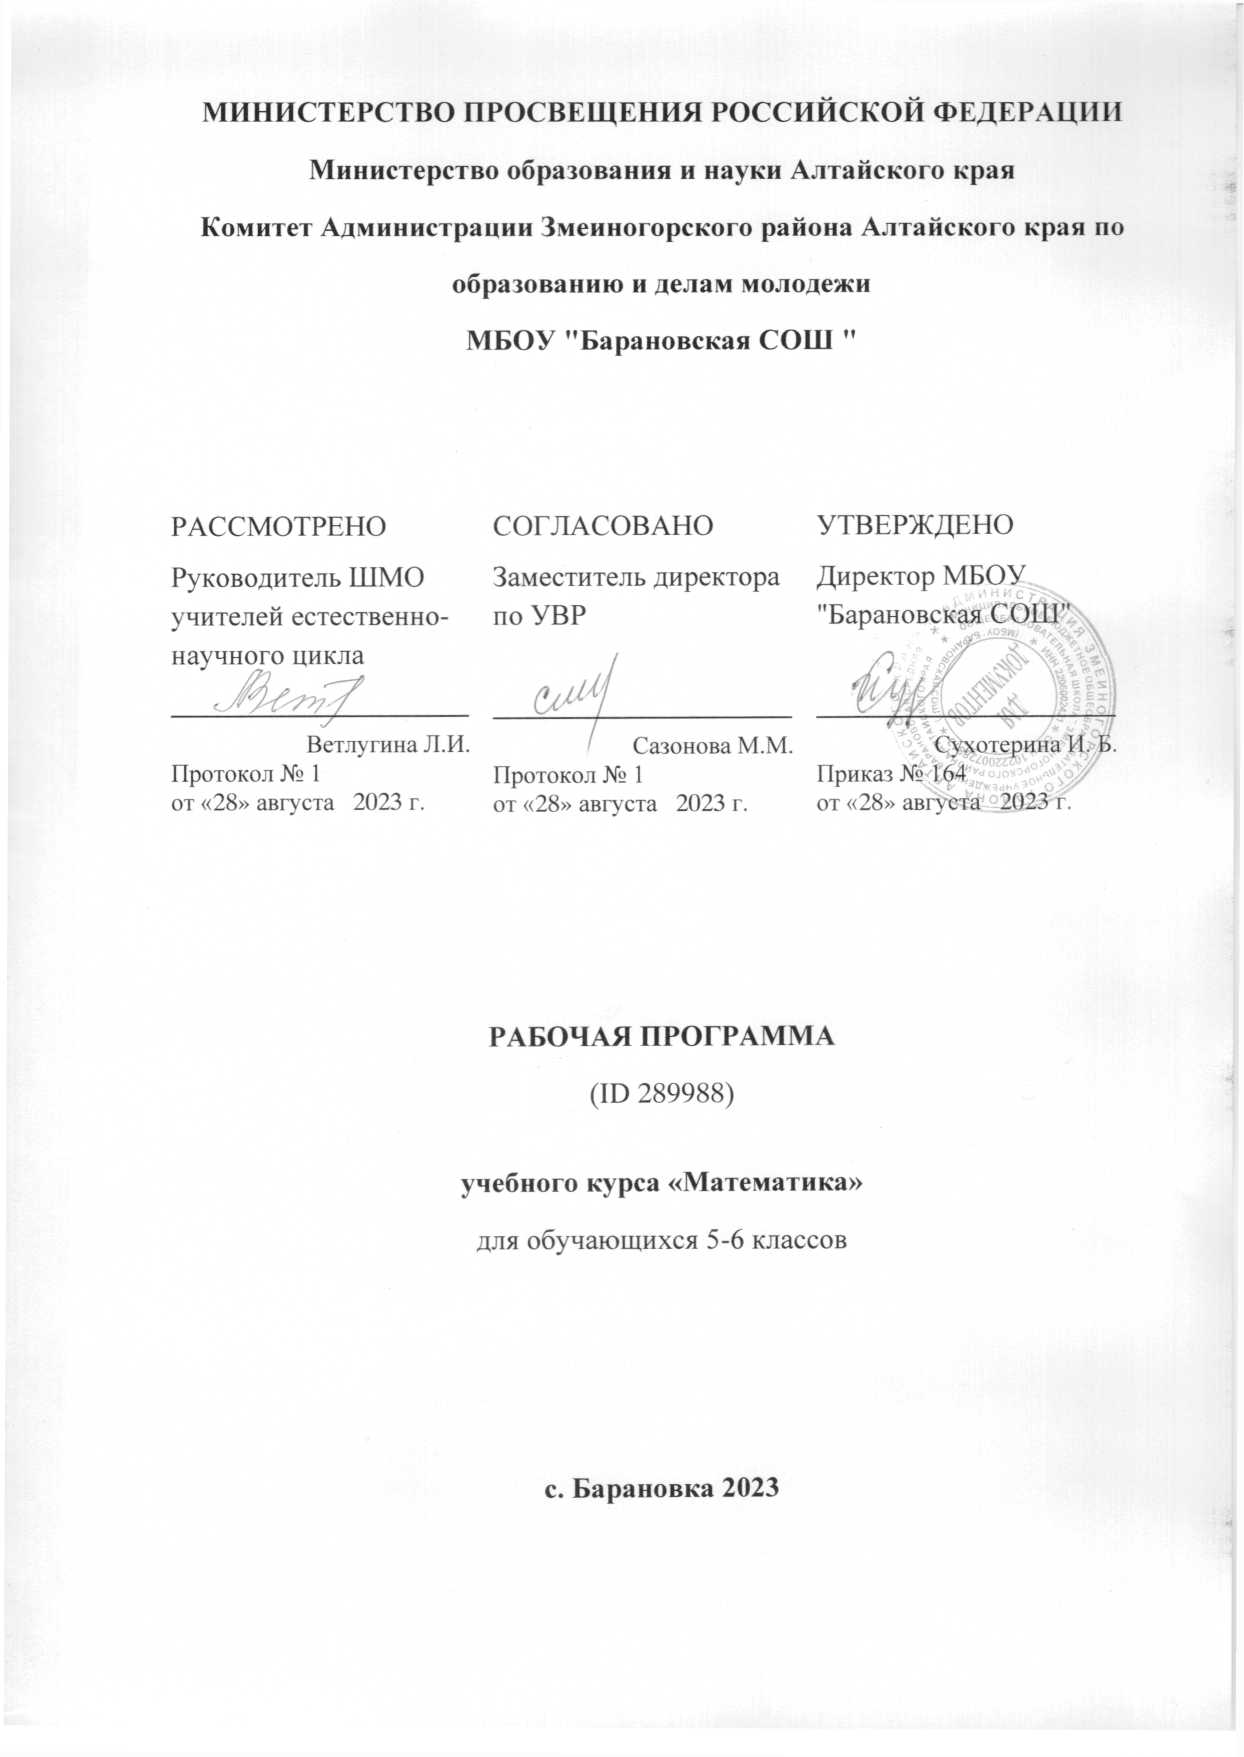 МИНИСТЕРСТВО ПРОСВЕЩЕНИЯ РОССИЙСКОЙ ФЕДЕРАЦИИ
Министерство образования и науки Алтайского края
Комитет Администрации Змеиногорского района Алтайского края по
образованию и делам молодежи
МБОУ "Барановская СОШ "
РАССМОТРЕНО
Руководитель ШМО
учителей естественно-
научного цикла
Ветлугина Л.И.
Протокол № 1
от «28» августа 2023 г.
СОГЛАСОВАНО
Заместитель директора
по УВР
Сазонова М.М.
Протокол № 1
от «28» августа 2023 г.
УТВЕРЖДЕНО
Директор МБОУ
"Барановская СОШ"
Сухотерина И. Б.
Приказ № 164
от «28» августа 2023 г.
ДЛЯ
ДОКУМЕНТОВ
РАБОЧАЯ ПРОГРАММА
(ID 289988)
учебного курса «Математика»
для обучающихся 5-6 классов
с. Барановка 2023